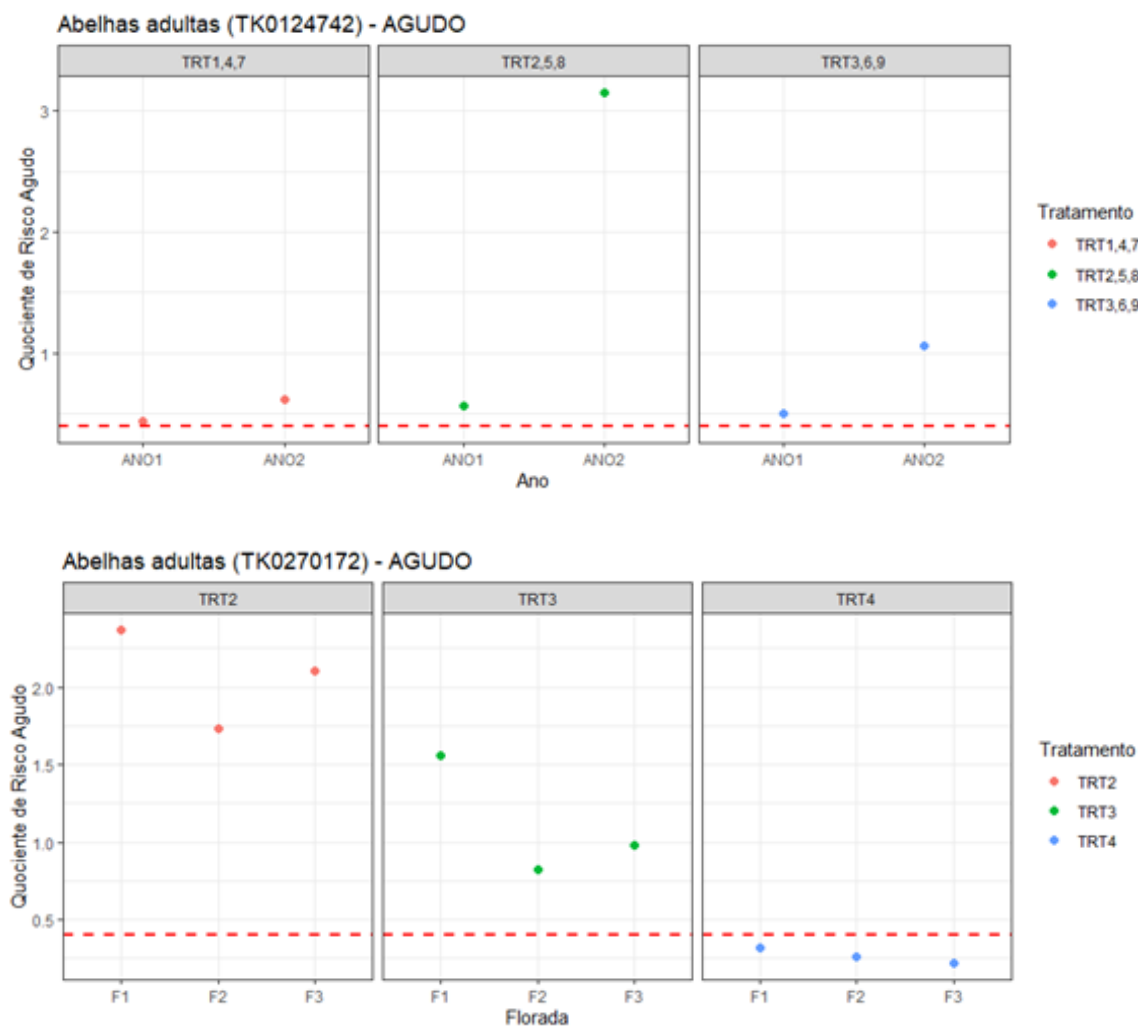 Abelhas adultas (TK0124742) - AGUDO
TRT1,4,7 TRT2,5,8 TRT3,6,9
Quociente de Risco Agudo
3
2
1
ANO1 ANO2 ANO1 ANO2 ANO1 ANO2
Ano
Tratamento
TRT1,4,7
TRT2,5,8
TRT3,6,9
Abelhas adultas (TK0270172) - AGUDO
TRT2 TRT3 TRT4
Quociente de Risco Agudo
2.0
1.5
1.0
0.5
F1 F2 F3 F1 F2 F3 F1 F2 F3
Florada
Tratamento
TRT2
TRT3
TRT4